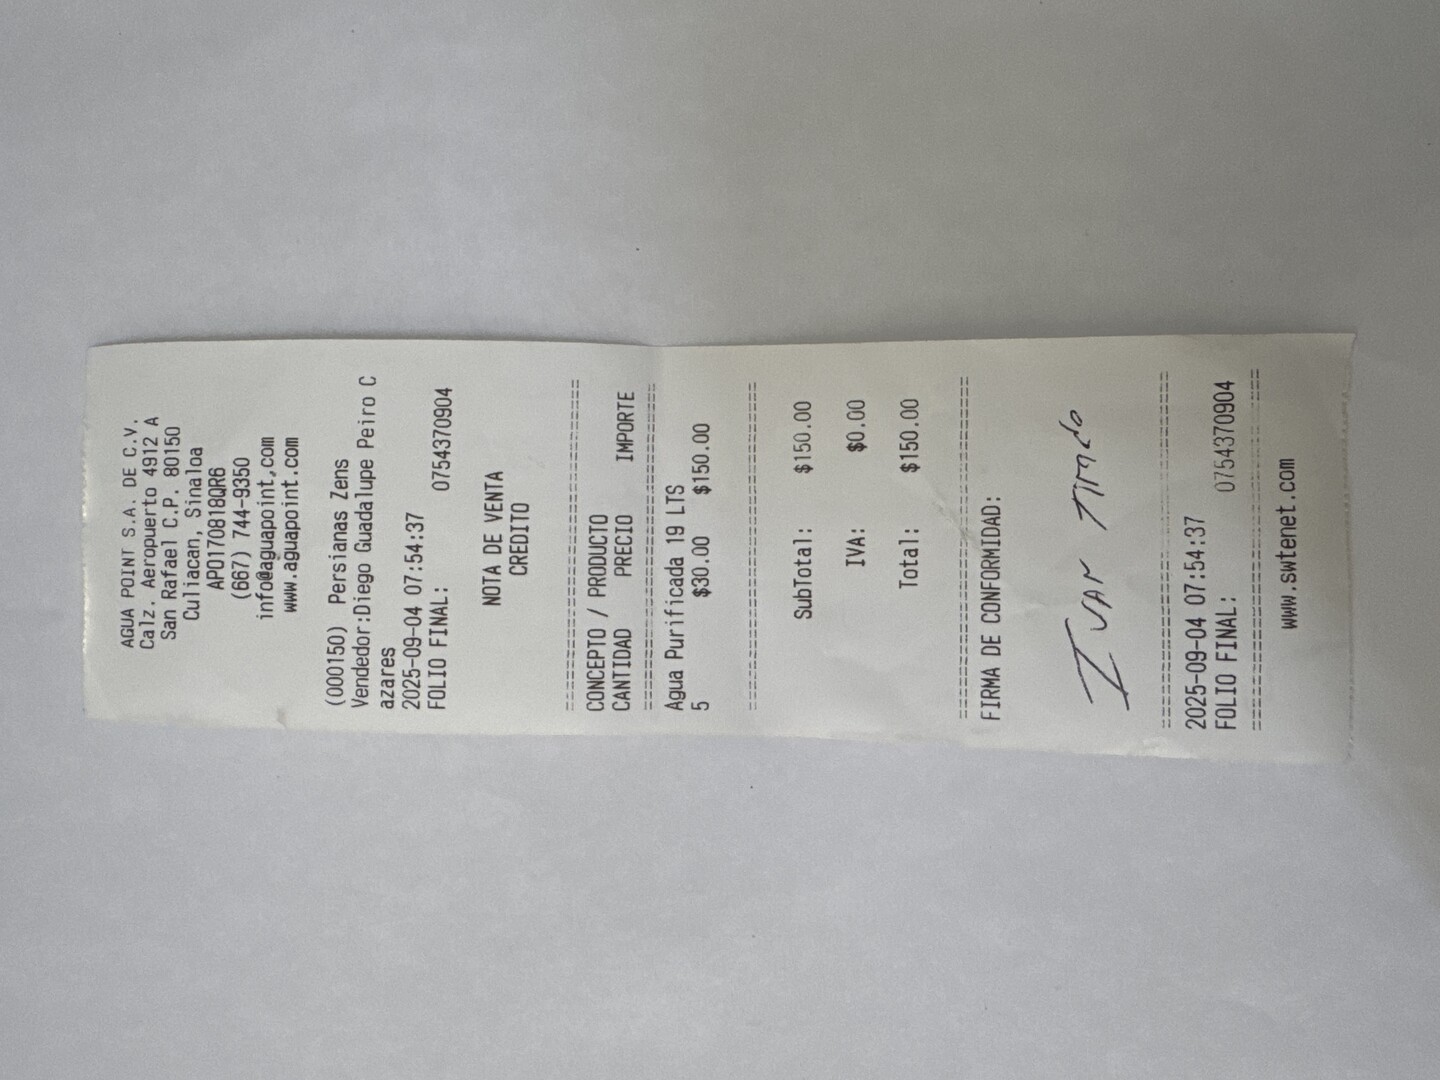 AGUA POINT S.A. DE C.V.
Calz. Aeropuerto 4912 A
San Rafael C.P. 80150
Culiacan, Sinaloa
APO170818QR6
(667) 744-9350
info@aguapoint,com
www.aguapoint.com
(000150) Persianas Zens
Vendedor:Diego Guadalupe Peiro C
azares
2025-09-04 07:54:37
FOLIO FINAL: 0754370904
NOTA DE VENTA
CREDITO
CONCEPTO / PRODUCTO
CANTIDAD PRECIO IMPORTE
Agua Purificada 19 LTS
5 $30.00 $150.00
SubTotal: $150.00
IVA: $0.00
Total: $150.00
FIRMA DE CONFORMIDAD:
Ivan Tirado
2025-09-04 07:54:37
FOLIO FINAL: 0754370904
www.swtenet.com